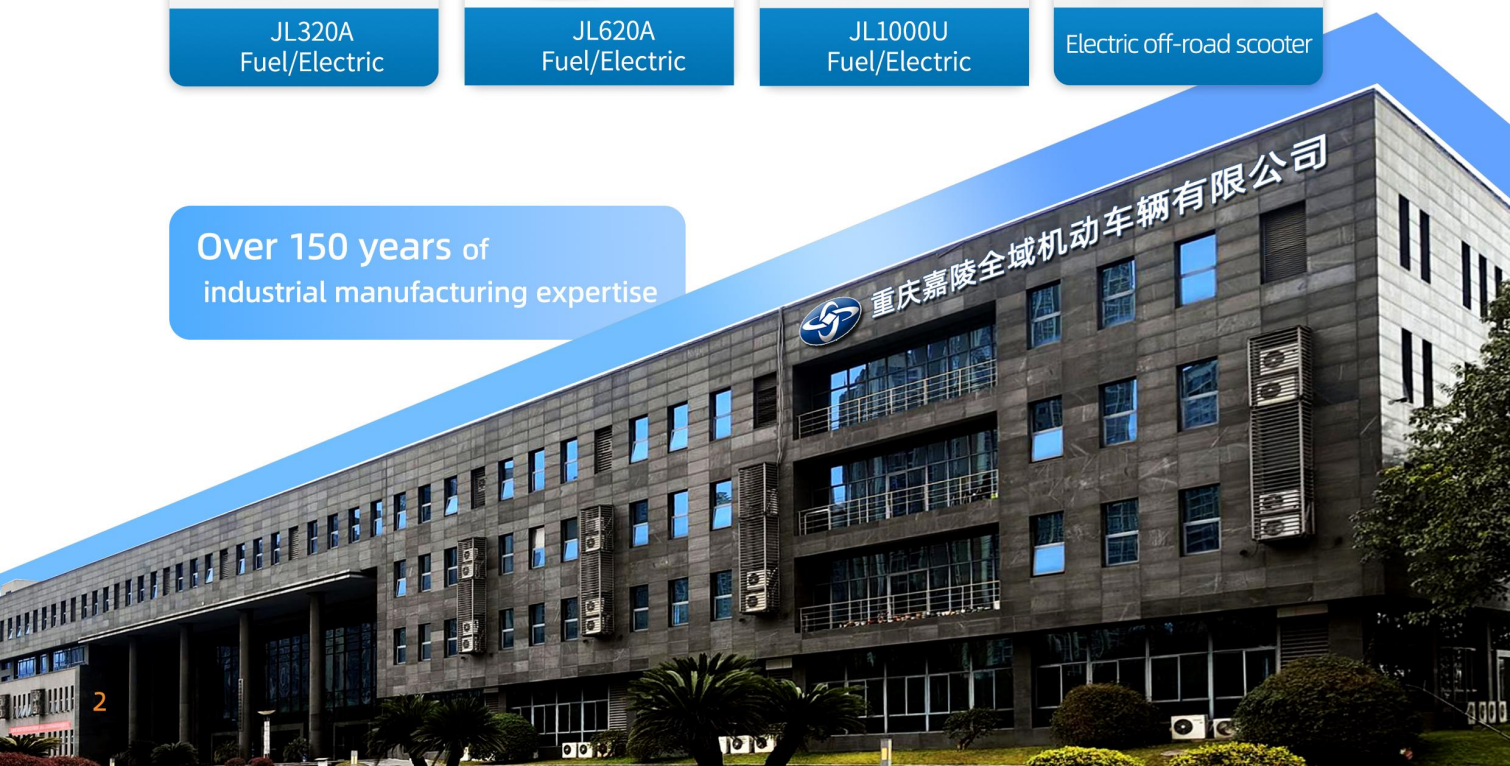 JL320A
Fuel/Electric
JL620A
Fuel/Electric
JL1000U
Fuel/Electric
Electric off-road scooter
Over 150 years of
industrial manufacturing expertise
重庆嘉陵全域机动车辆有限公司
2